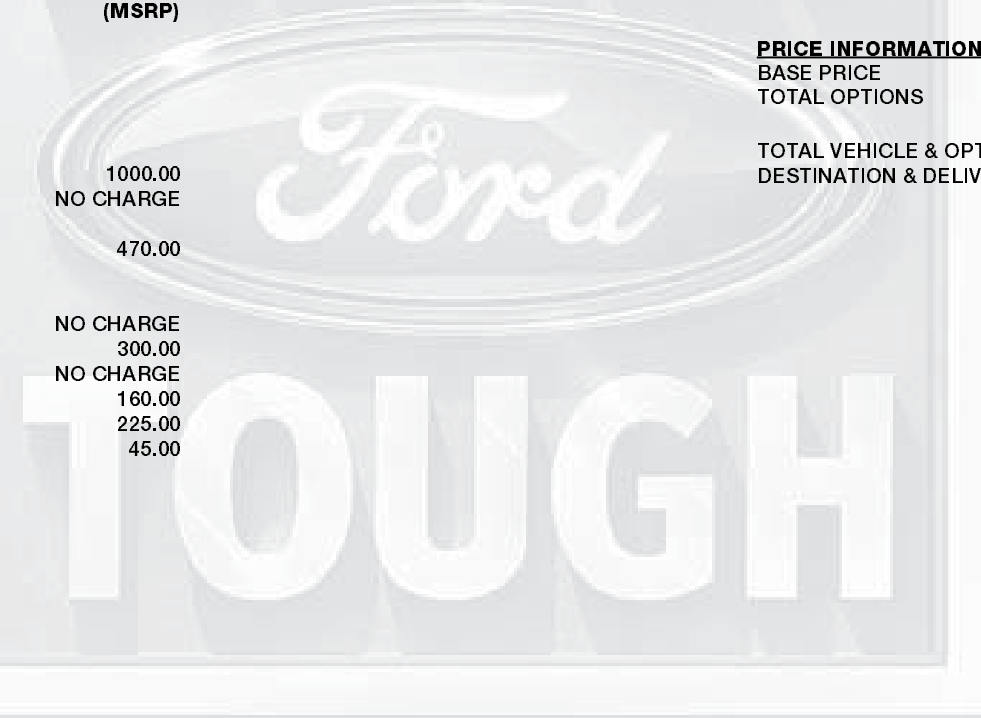 (MSRP)
1000.00
NO CHARGE
470.00
NO CHARGE
300.00
NO CHARGE
160.00
225.00
45.00
PRICE INFORMATION
BASE PRICE
TOTAL OPTIONS
TOTAL VEHICLE & OPT
DESTINATION & DELIV
Ford
TOUGH